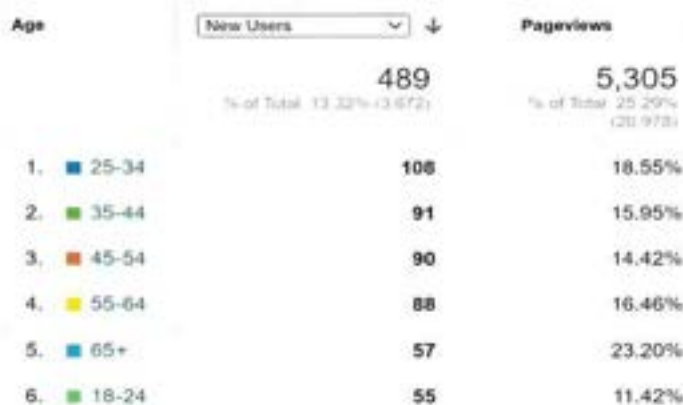 Age New Users Pageviews
489 5,305
% of Total: 13.32% (3,672) % of Total: 25.29%
(20,978)
1. 25-34 108 18.55%
2. 35-44 91 15.95%
3. 45-54 90 14.42%
4. 55-64 88 16.46%
5. 65+ 57 23.20%
6. 18-24 55 11.42%